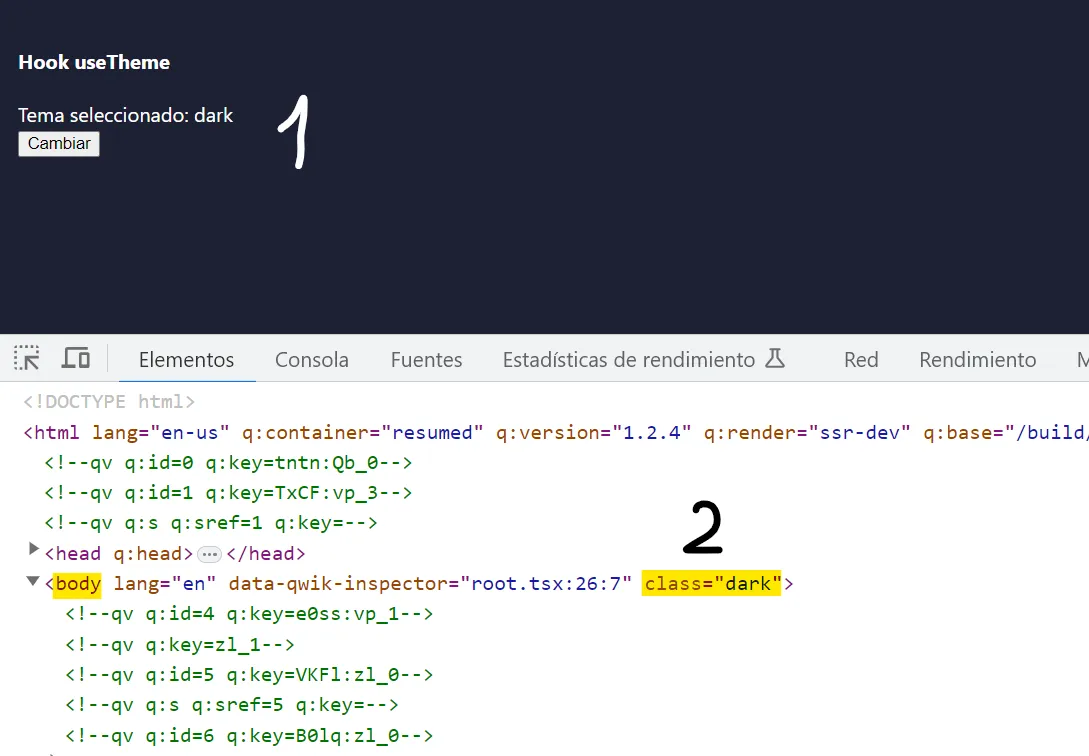 Hook useTheme
Tema seleccionado: dark
1
Cambiar
Elementos Consola Fuentes Estadísticas de rendimiento Red Rendimiento M
<!DOCTYPE html>
<html lang="en-us" q:container="resumed" q:version="1.2.4" q:render="ssr-dev" q:base="/build/
<!--qv q:id=0 q:key=tntn:Qb_0-->
<!--qv q:id=1 q:key=TxCF:vp_3-->
<!--qv q:s q:sref=1 q:key=-->
2
<head q:head>…</head>
<body lang="en" data-qwik-inspector="root.tsx:26:7" class="dark">
<!--qv q:id=4 q:key=e0ss:vp_1-->
<!--qv q:key=zl_1-->
<!--qv q:id=5 q:key=VKFl:zl_0-->
<!--qv q:s q:sref=5 q:key=-->
<!--qv q:id=6 q:key=B0lq:zl_0-->